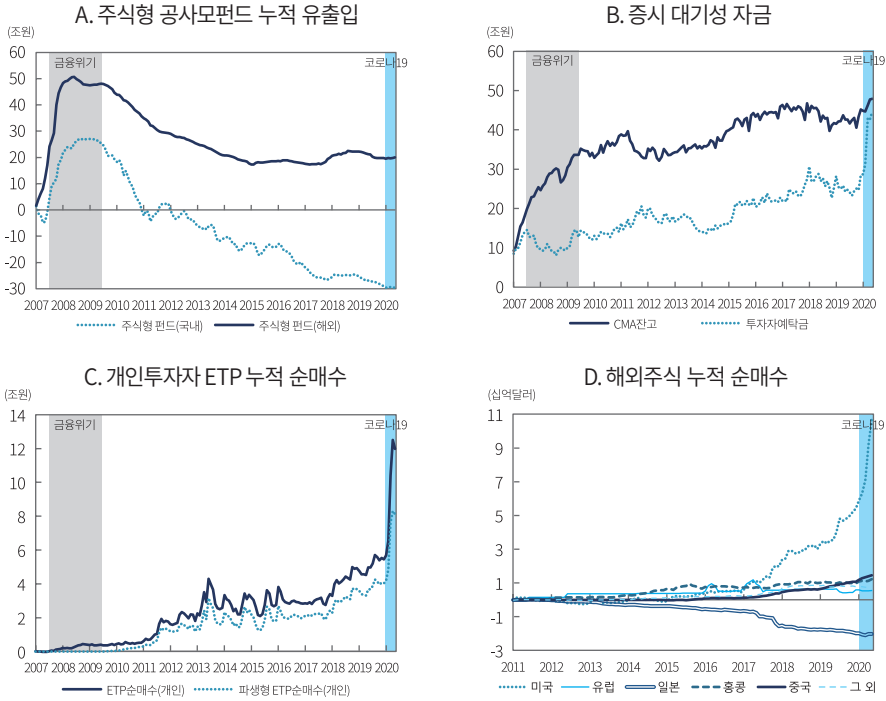 A. 주식형 공사모펀드 누적 유출입
(조원)
금융위기
코로나19
60
50
40
30
20
10
0
-10
-20
-30
2007 2008 2009 2010 2011 2012 2013 2014 2015 2016 2017 2018 2019 2020
주식형 펀드(국내) 주식형 펀드(해외)
B. 증시 대기성 자금
(조원)
금융위기
코로나19
60
50
40
30
20
10
0
2007 2008 2009 2010 2011 2012 2013 2014 2015 2016 2017 2018 2019 2020
CMA잔고 투자자예탁금
C. 개인투자자 ETP 누적 순매수
(조원)
금융위기
코로나19
14
12
10
8
6
4
2
0
2007 2008 2009 2010 2011 2012 2013 2014 2015 2016 2017 2018 2019 2020
ETP순매수(개인) 파생형 ETP순매수(개인)
D. 해외주식 누적 순매수
(십억달러)
코로나19
11
9
7
5
3
1
-1
-3
2011 2012 2013 2014 2015 2016 2017 2018 2019 2020
미국 유럽 일본 홍콩 중국 그 외